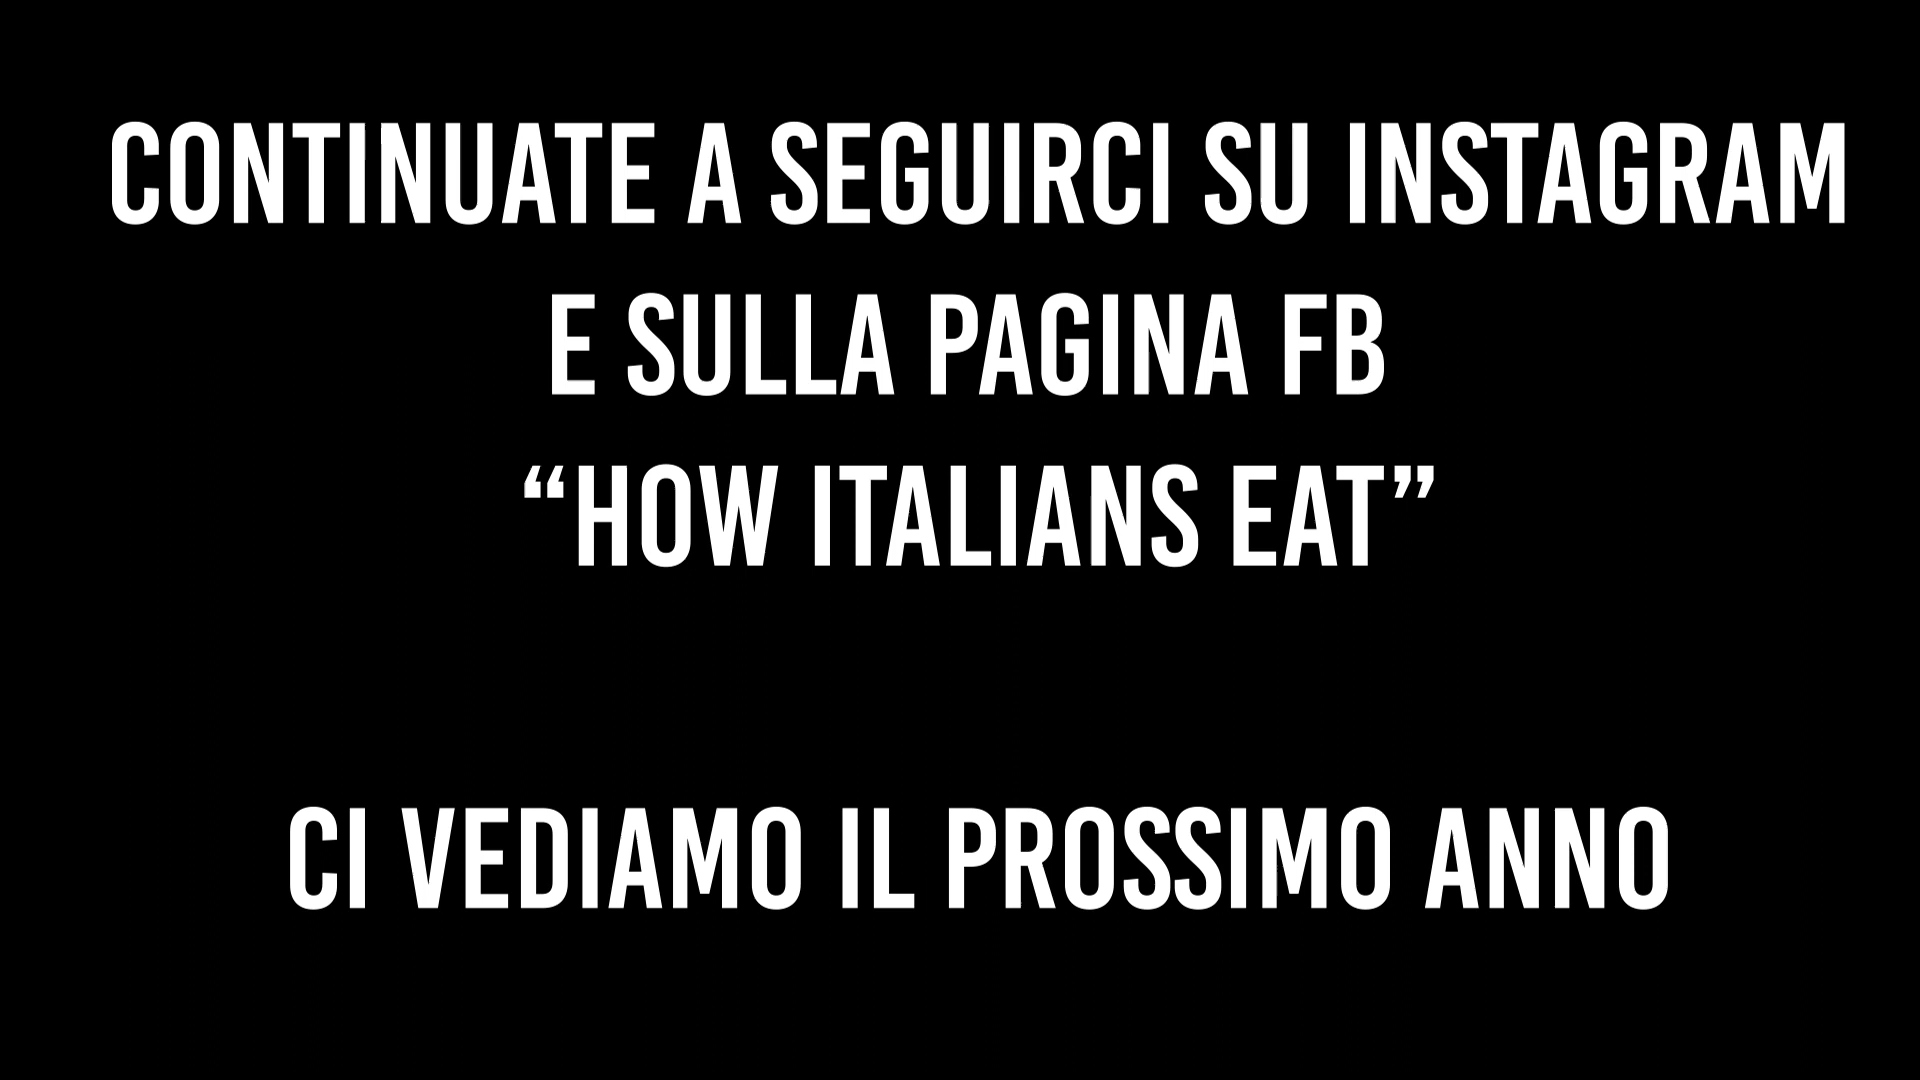 CONTINUATE A SEGUIRCI SU INSTAGRAM
E SULLA PAGINA FB
“HOW ITALIANS EAT”
CI VEDIAMO IL PROSSIMO ANNO